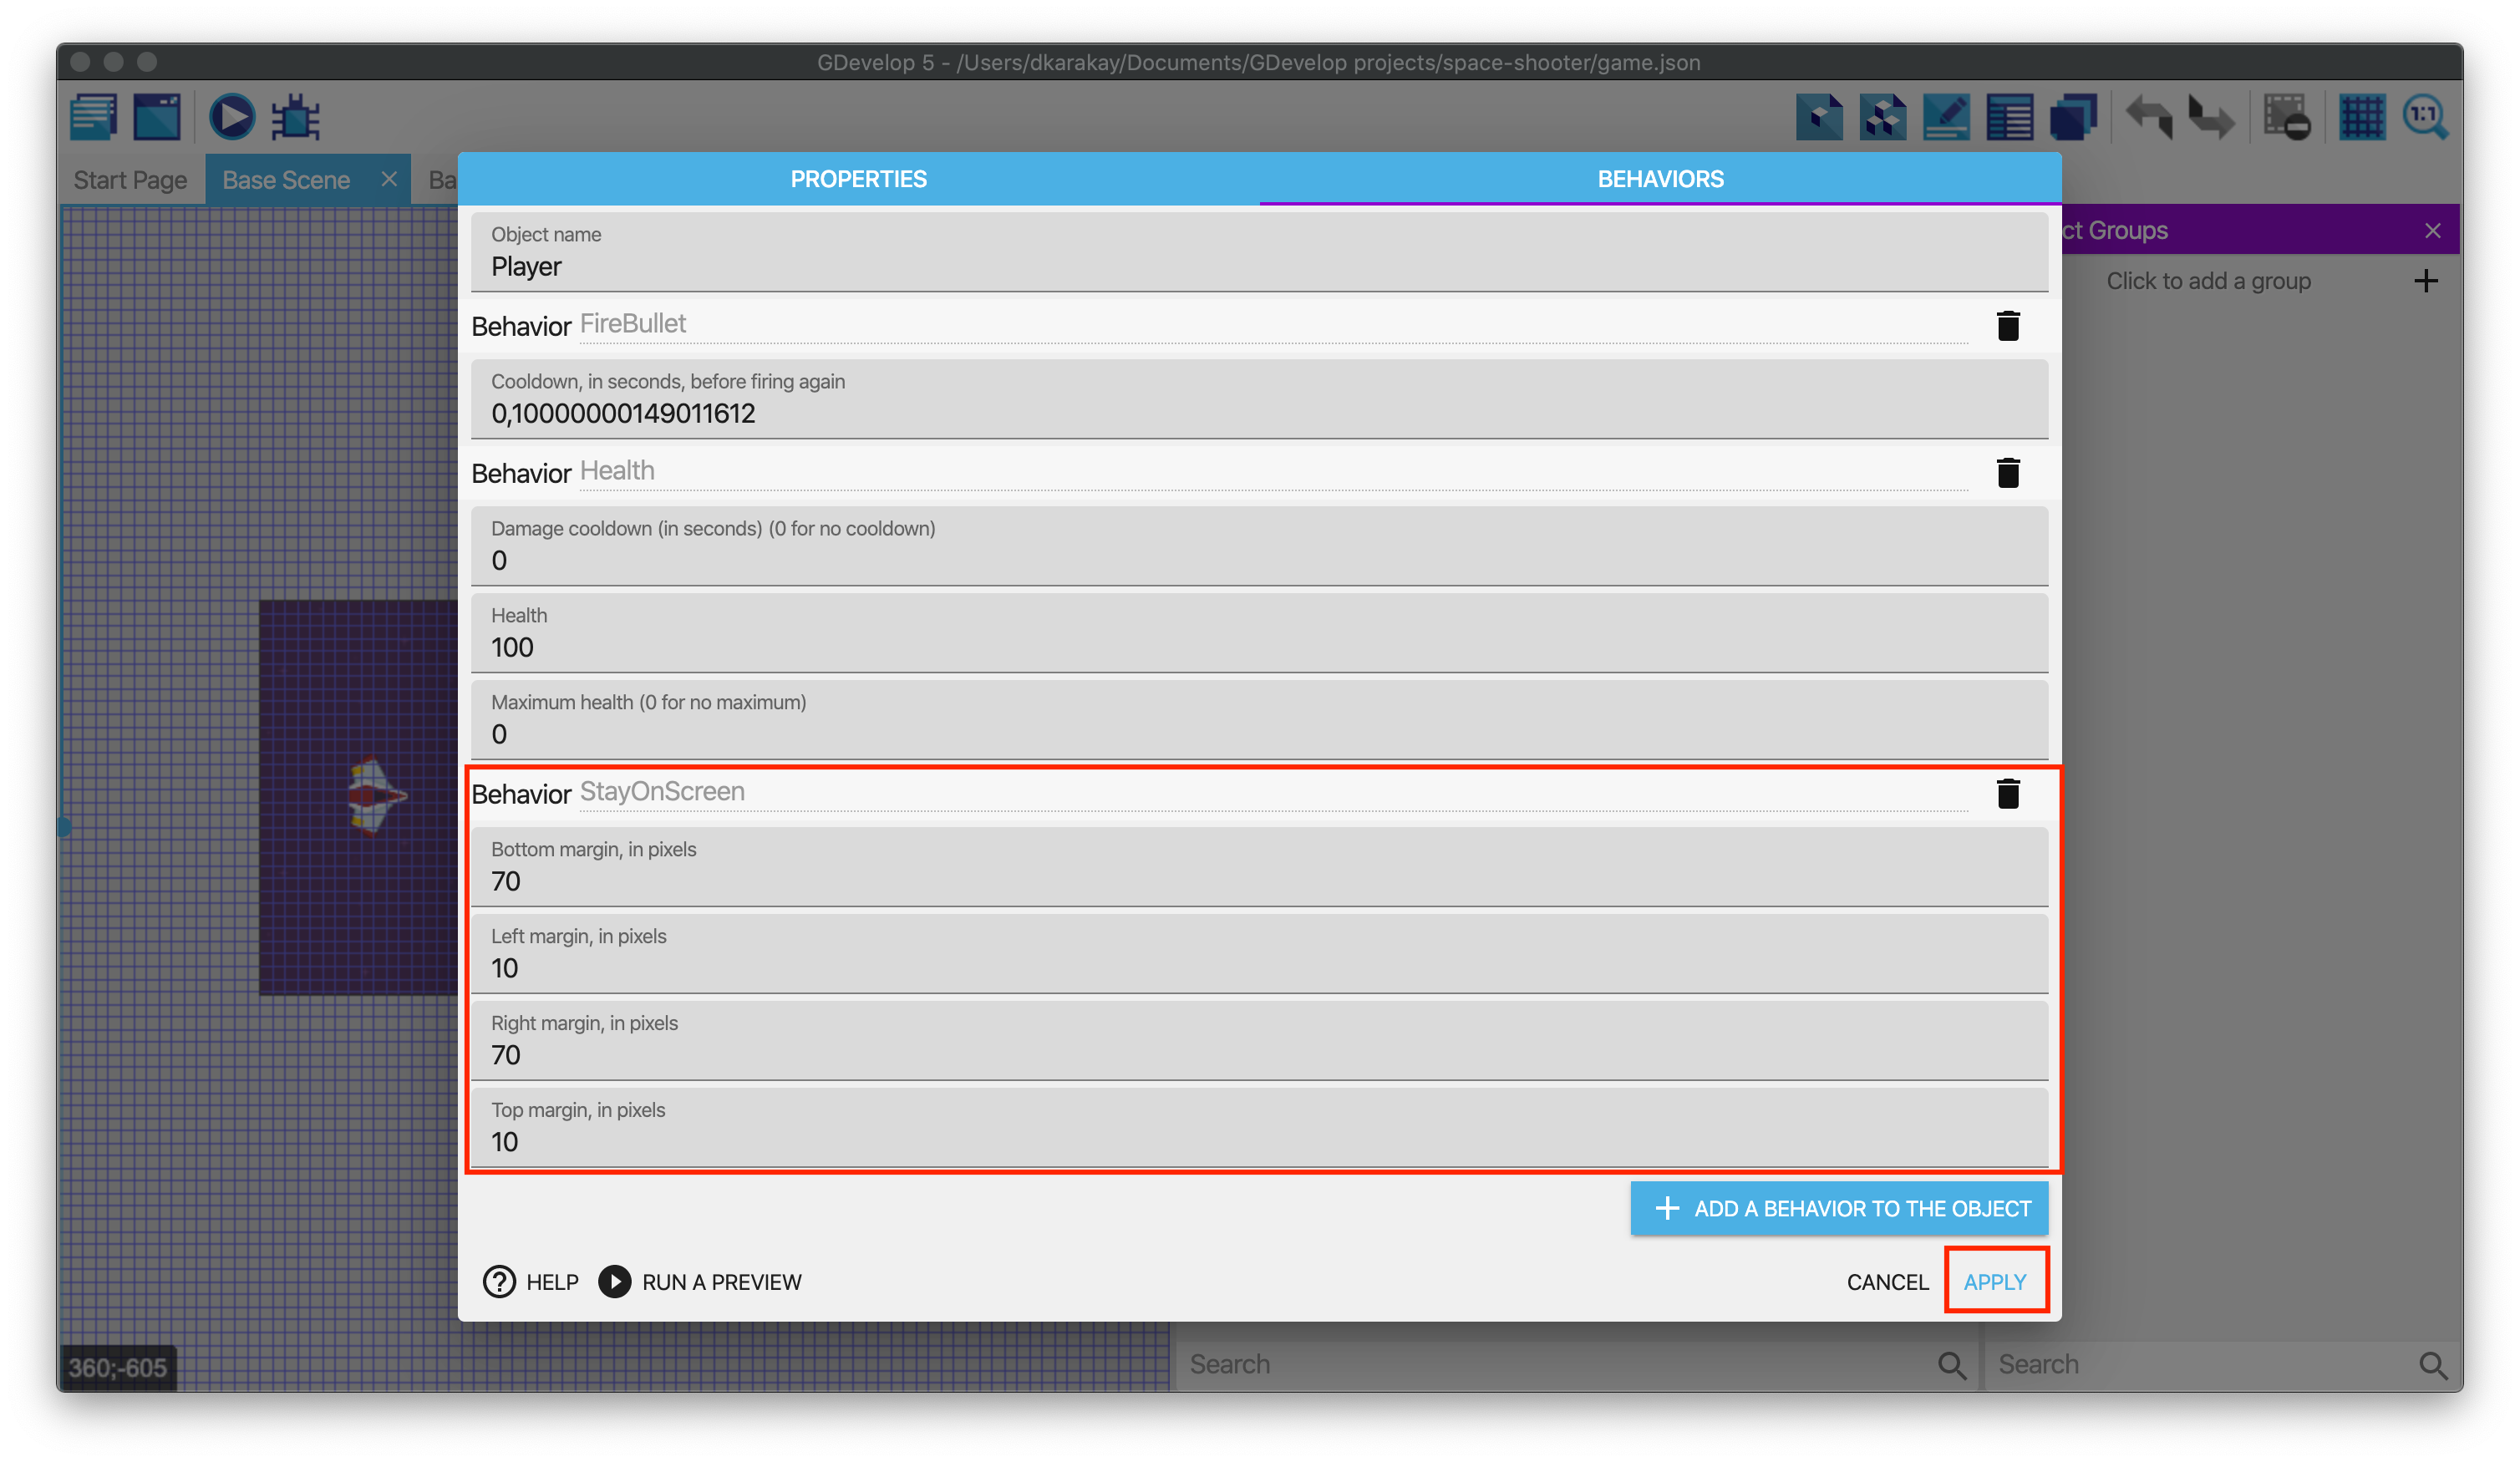 GDevelop 5 - /Users/dkarakay/Documents/GDevelop projects/space-shooter/game.json
1:1
Start Page
Base Scene
Ba
PROPERTIES
BEHAVIORS
Object name
Player
ct Groups
Click to add a group
Behavior FireBullet
Cooldown, in seconds, before firing again
0,10000000149011612
Behavior Health
Damage cooldown (in seconds) (0 for no cooldown)
0
Health
100
Maximum health (0 for no maximum)
0
Behavior StayOnScreen
Bottom margin, in pixels
70
Left margin, in pixels
10
Right margin, in pixels
70
Top margin, in pixels
10
ADD A BEHAVIOR TO THE OBJECT
HELP
RUN A PREVIEW
CANCEL
APPLY
360;-605
Search
Search